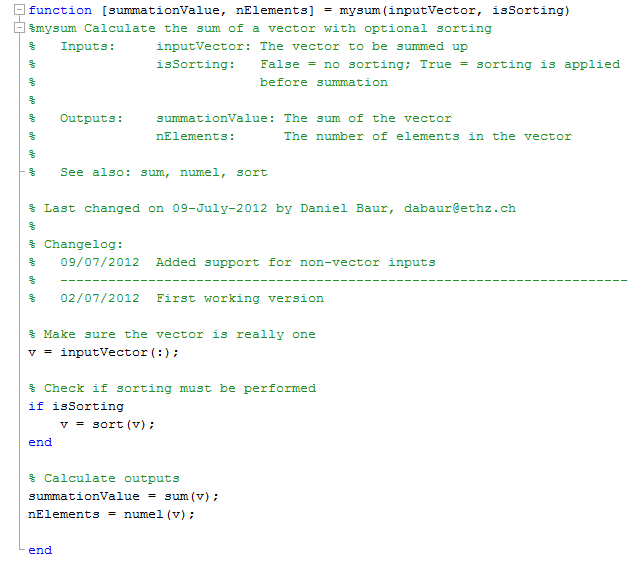 function [summationValue, nElements] = mysum(inputVector, isSorting)
%mysum Calculate the sum of a vector with optional sorting
%   Inputs:     inputVector: The vector to be summed up
%               isSorting:   False = no sorting; True = sorting is applied
%                            before summation
%
%   Outputs:    summationValue: The sum of the vector
%               nElements:      The number of elements in the vector
%
%   See also: sum, numel, sort

% Last changed on 09-July-2012 by Daniel Baur, dabaur@ethz.ch
%
% Changelog:
%   09/07/2012  Added support for non-vector inputs
%   -----------------------------------------------------------------------
%   02/07/2012  First working version

% Make sure the vector is really one
v = inputVector(:);

% Check if sorting must be performed
if isSorting
    v = sort(v);
end

% Calculate outputs
summationValue = sum(v);
nElements = numel(v);

end